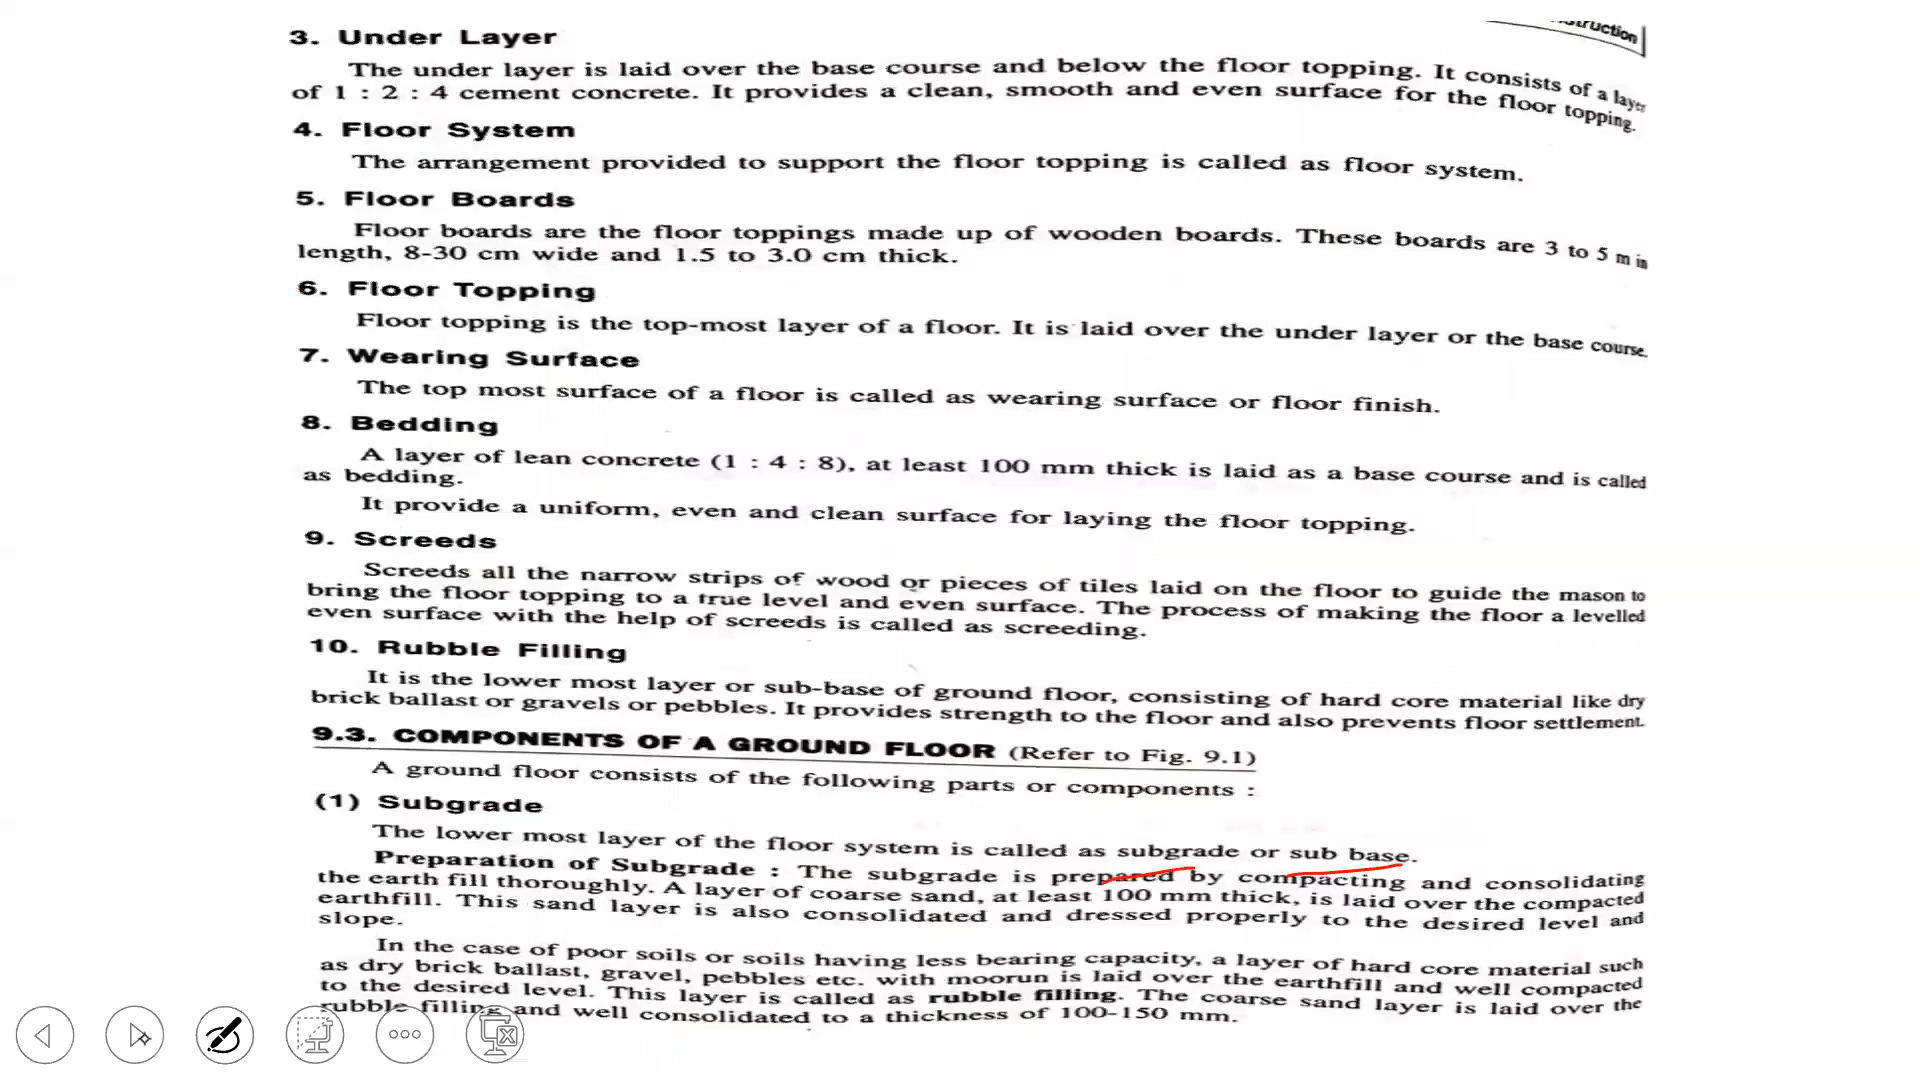 struction
3. Under Layer
The under layer is laid over the base course and below the floor topping. It consists of a layer
of 1 : 2 : 4 cement concrete. It provides a clean, smooth and even surface for the floor topping.
4. Floor System
The arrangement provided to support the floor topping is called as floor system.
5. Floor Boards
Floor boards are the floor toppings made up of wooden boards. These boards are 3 to 5 m in
length, 8-30 cm wide and 1.5 to 3.0 cm thick.
6. Floor Topping
Floor topping is the top-most layer of a floor. It is laid over the under layer or the base course.
7. Wearing Surface
The top most surface of a floor is called as wearing surface or floor finish.
8. Bedding
A layer of lean concrete (1 : 4 : 8), at least 100 mm thick is laid as a base course and is called
as bedding.
It provide a uniform, even and clean surface for laying the floor topping.
9. Screeds
Screeds all the narrow strips of wood or pieces of tiles laid on the floor to guide the mason to
bring the floor topping to a true level and even surface. The process of making the floor a levelled
even surface with the help of screeds is called as screeding.
10. Rubble Filling
It is the lower most layer or sub-base of ground floor, consisting of hard core material like dry
brick ballast or gravels or pebbles. It provides strength to the floor and also prevents floor settlement.
9.3. COMPONENTS OF A GROUND FLOOR (Refer to Fig. 9.1)
A ground floor consists of the following parts or components :
(1) Subgrade
The lower most layer of the floor system is called as subgrade or sub base.
Preparation of Subgrade : The subgrade is prepared by compacting and consolidating
the earth fill thoroughly. A layer of coarse sand, at least 100 mm thick, is laid over the compacted
earthfill. This sand layer is also consolidated and dressed properly to the desired level and
slope.
In the case of poor soils or soils having less bearing capacity, a layer of hard core material such
as dry brick ballast, gravel, pebbles etc. with moorun is laid over the earthfill and well compacted
to the desired level. This layer is called as rubble filling. The coarse sand layer is laid over the
rubble filling and well consolidated to a thickness of 100-150 mm.